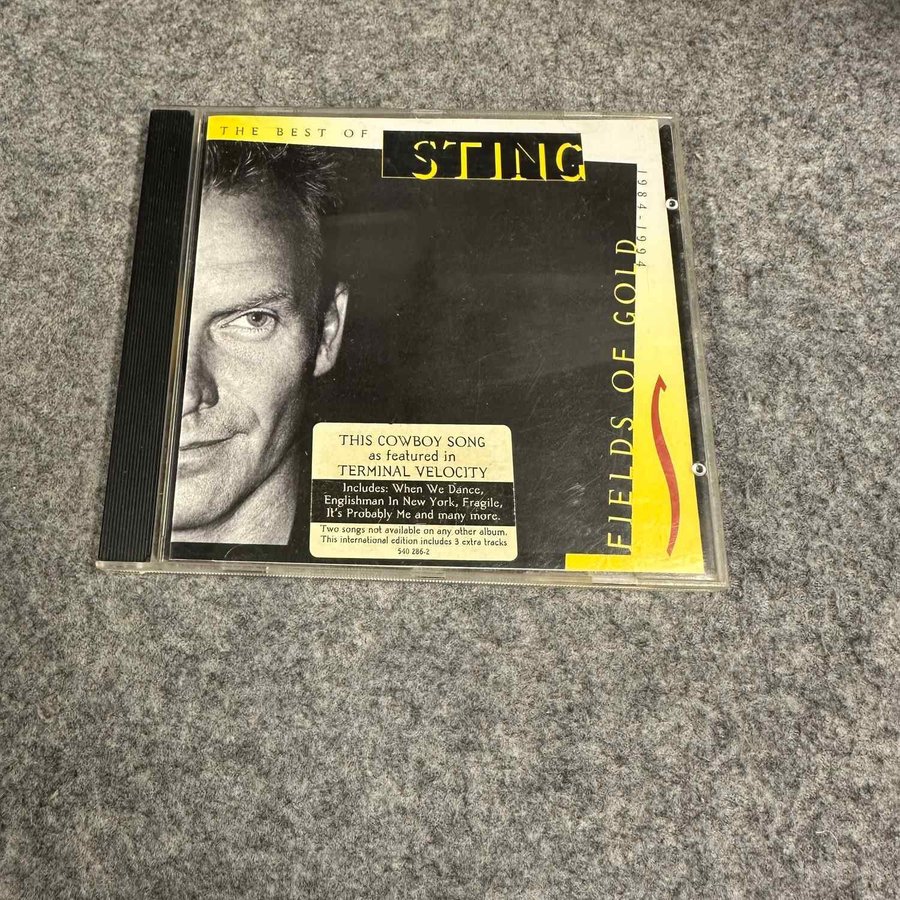 THE BEST OF
STING
1984-1994
FIELDS OF GOLD
THIS COWBOY SONG
as featured in
TERMINAL VELOCITY
Includes: When We Dance,
Englishman In New York, Fragile,
It's Probably Me and many more.
Two songs not available on any other album.
This international edition includes 3 extra tracks
540 286-2